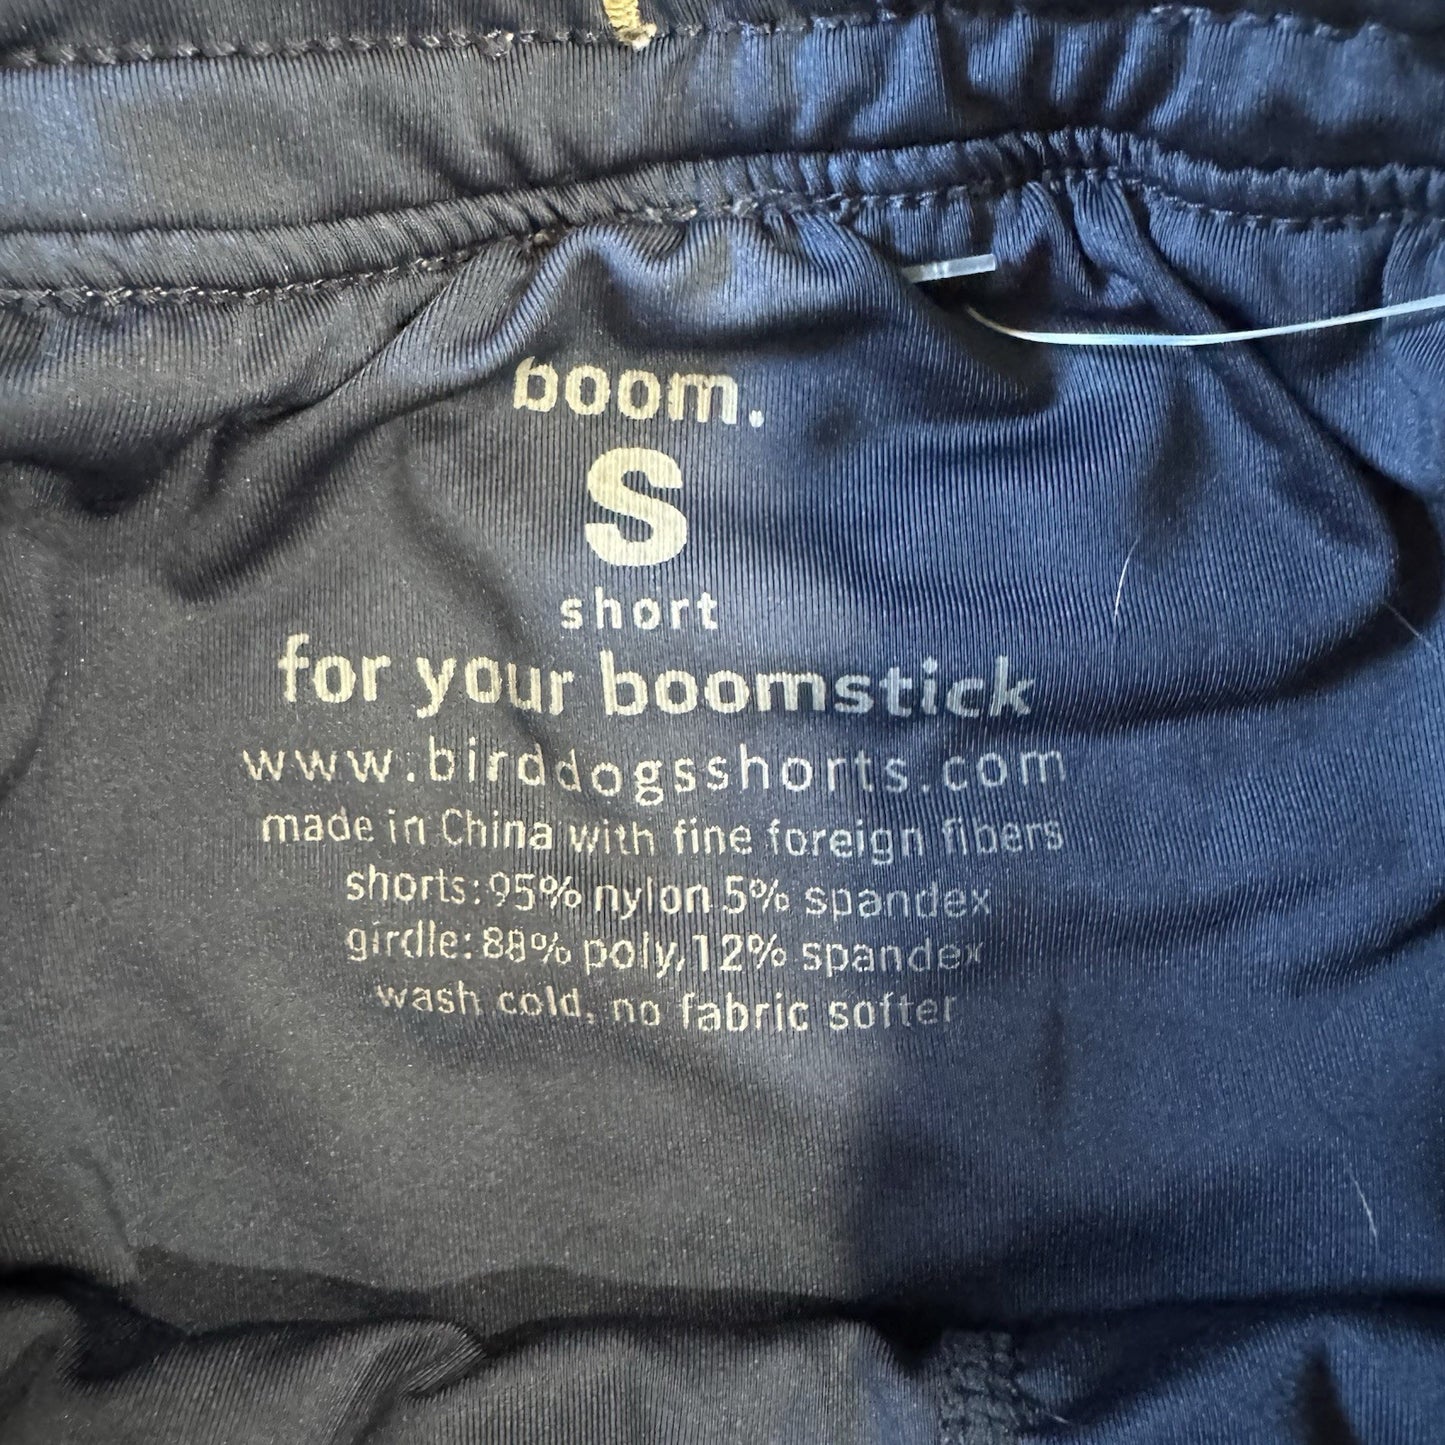 boom.
S
short
for your boomstick
www.birddogsshorts.com
made in China with fine foreign fibers
shorts: 95% nylon 5% spandex
girdle: 88% poly, 12% spandex
wash cold, no fabric softer